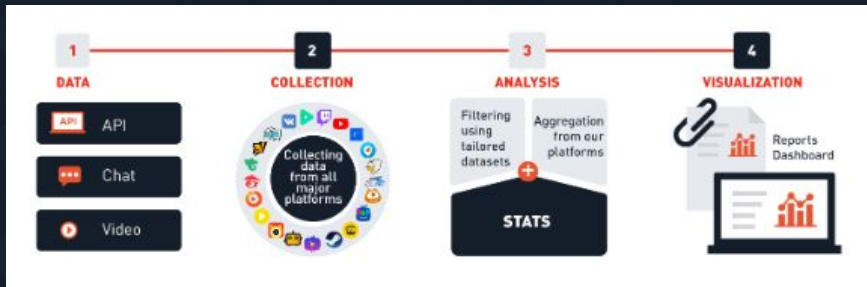 1
2
3
4
DATA
COLLECTION
ANALYSIS
VISUALIZATION
API
API
Chat
Video
Collecting
data
from all
major
platforms
Filtering
using
tailored
datasets
Aggregation
from our
platforms
STATS
Reports
Dashboard